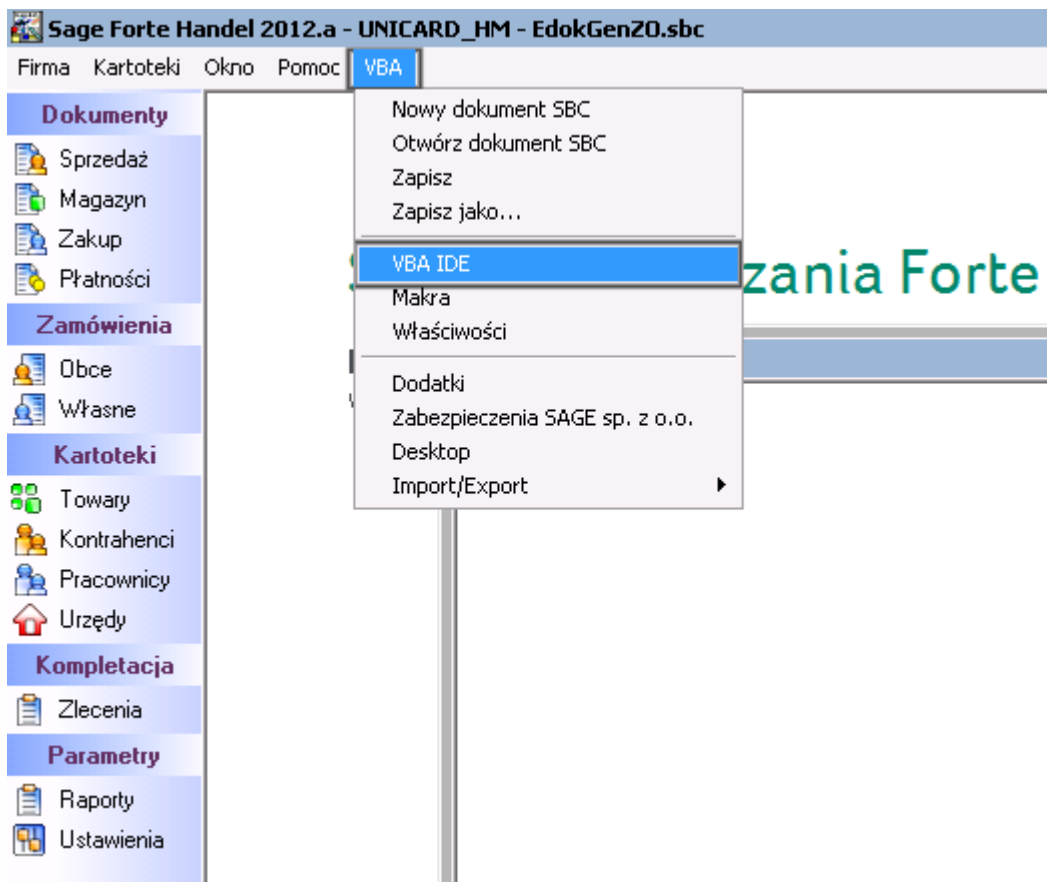 Sage Forte Handel 2012.a - UNICARD_HM - EdokGenZO.sbc
Firma Kartoteki Okno Pomoc VBA
Dokumenty
Sprzedaż
Magazyn
Zakup
Płatności
Zamówienia
Obce
Własne
Kartoteki
Towary
Kontrahenci
Pracownicy
Urzędy
Kompletacja
Zlecenia
Parametry
Raporty
Ustawienia
Nowy dokument SBC
Otwórz dokument SBC
Zapisz
Zapisz jako...
VBA IDE
Makra
Właściwości
Dodatki
Zabezpieczenia SAGE sp. z o.o.
Desktop
Import/Export
zania Forte